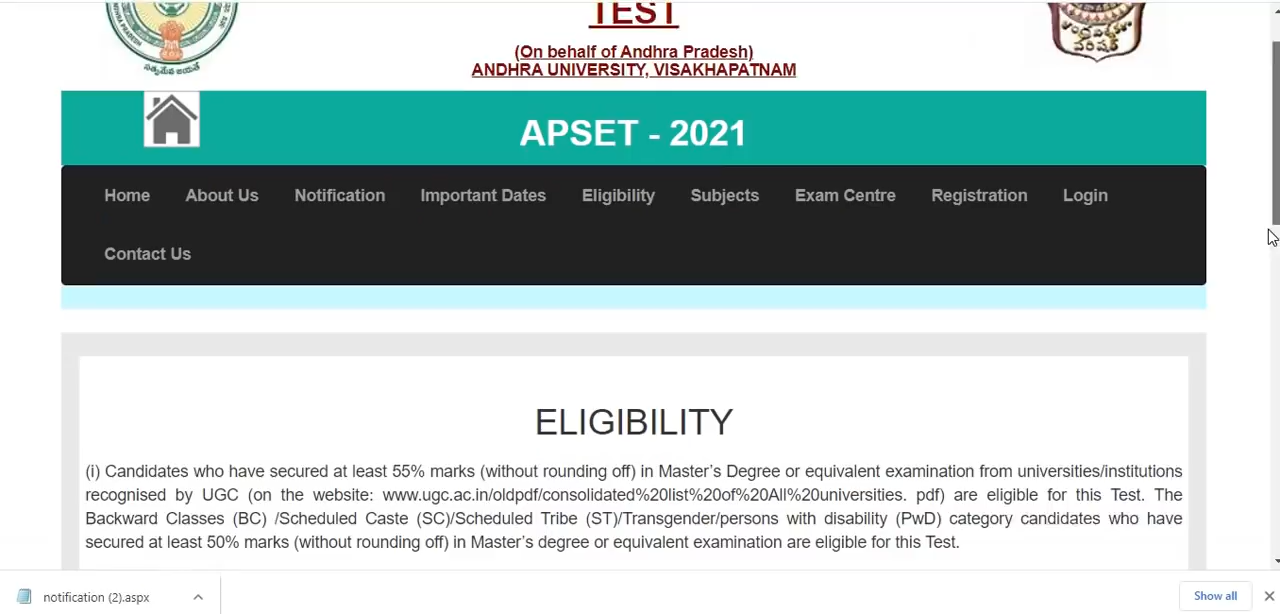 TEST
(On behalf of Andhra Pradesh)
ANDHRA UNIVERSITY, VISAKHAPATNAM
APSET - 2021
Home About Us Notification Important Dates Eligibility Subjects Exam Centre Registration Login
Contact Us
ELIGIBILITY
(i) Candidates who have secured at least 55% marks (without rounding off) in Master's Degree or equivalent examination from universities/institutions
recognised by UGC (on the website: www.ugc.ac.in/oldpdf/consolidated%20list%20of%20All%20universities. pdf) are eligible for this Test. The
Backward Classes (BC) /Scheduled Caste (SC)/Scheduled Tribe (ST)/Transgender/persons with disability (PwD) category candidates who have
secured at least 50% marks (without rounding off) in Master's degree or equivalent examination are eligible for this Test.
notification (2).aspx
Show all